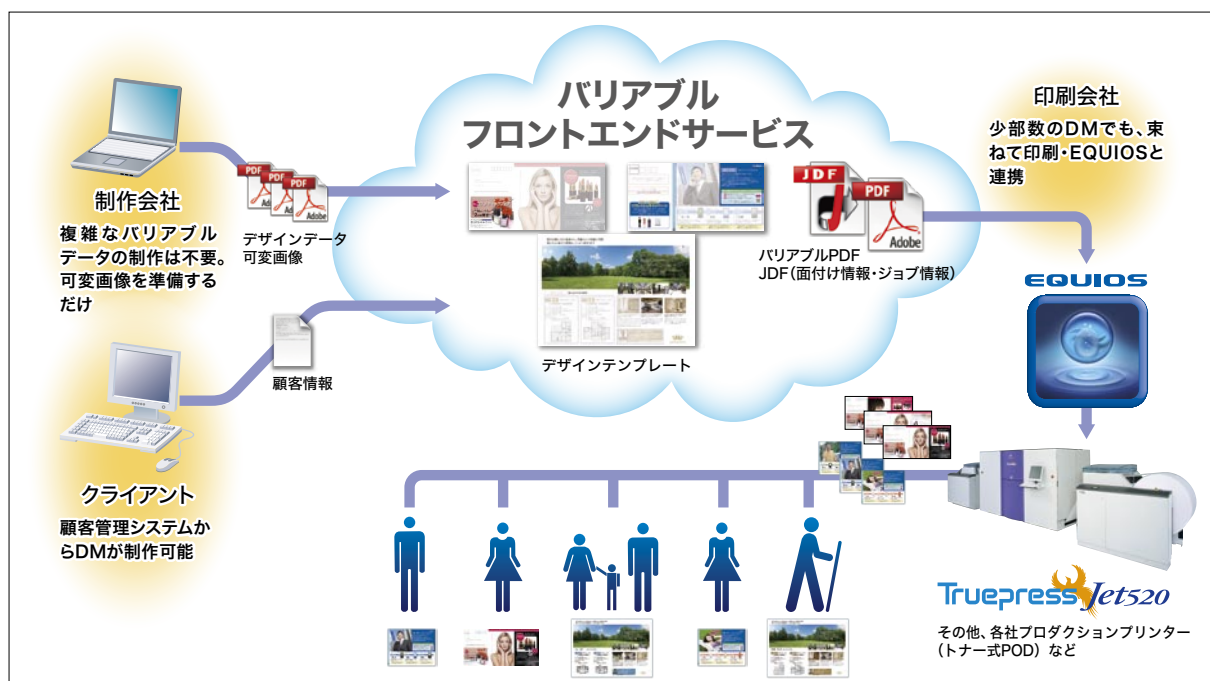 バリアブル
フロントエンドサービス
制作会社
複雑なバリアブル
データの制作は不要。
可変画像を準備する
だけ
PDF
PDF
PDF
Adobe
デザインデータ
可変画像
クライアント
顧客管理システムか
らDMが制作可能
顧客情報
デザインテンプレート
JDF
PDF
Adobe
バリアブルPDF
JDF(面付け情報・ジョブ情報)
印刷会社
少部数のDMでも、束
ねて印刷・EQUIOSと
連携
EQUIOS
Truepress Jet520
その他、各社プロダクションプリンター
(トナー式POD) など